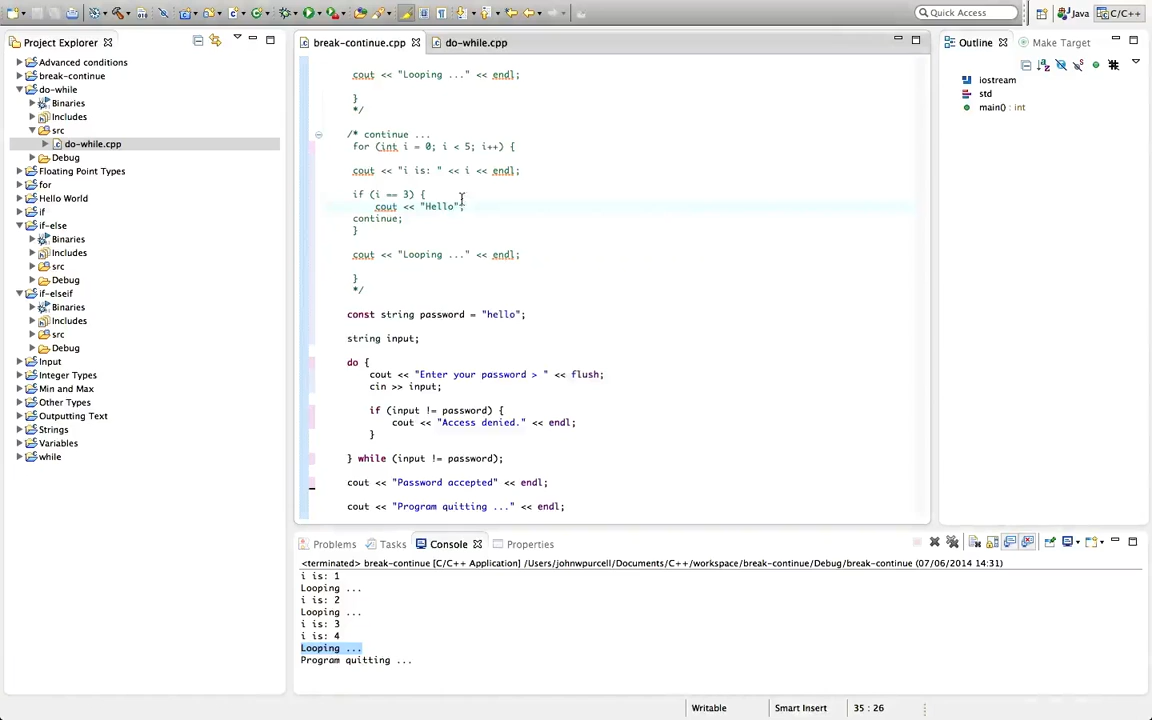 Quick Access
Java
C/C++
Project Explorer
Advanced conditions
break-continue
do-while
Binaries
Includes
src
do-while.cpp
Debug
Floating Point Types
for
Hello World
if
if-else
Binaries
Includes
src
Debug
if-elseif
Binaries
Includes
src
Debug
Input
Integer Types
Min and Max
Other Types
Outputting Text
Strings
Variables
while
break-continue.cpp
do-while.cpp
cout << "Looping ..." << endl;
}
*/
/* continue ...
for (int i = 0; i < 5; i++) {
cout << "i is: " << i << endl;
if (i == 3) {
cout << "Hello";
continue;
}
cout << "Looping ..." << endl;
}
*/
const string password = "hello";
string input;
do {
cout << "Enter your password > " << flush;
cin >> input;
if (input != password) {
cout << "Access denied." << endl;
}
} while (input != password);
cout << "Password accepted" << endl;
cout << "Program quitting ..." << endl;
Outline
Make Target
iostream
std
main() : int
Problems
Tasks
Console
Properties
<terminated> break-continue [C/C++ Application] /Users/johnwpurcell/Documents/C++/workspace/break-continue/Debug/break-continue (07/06/2014 14:31)
i is: 1
Looping ...
i is: 2
Looping ...
i is: 3
i is: 4
Looping ...
Program quitting ...
Writable
Smart Insert
35 : 26